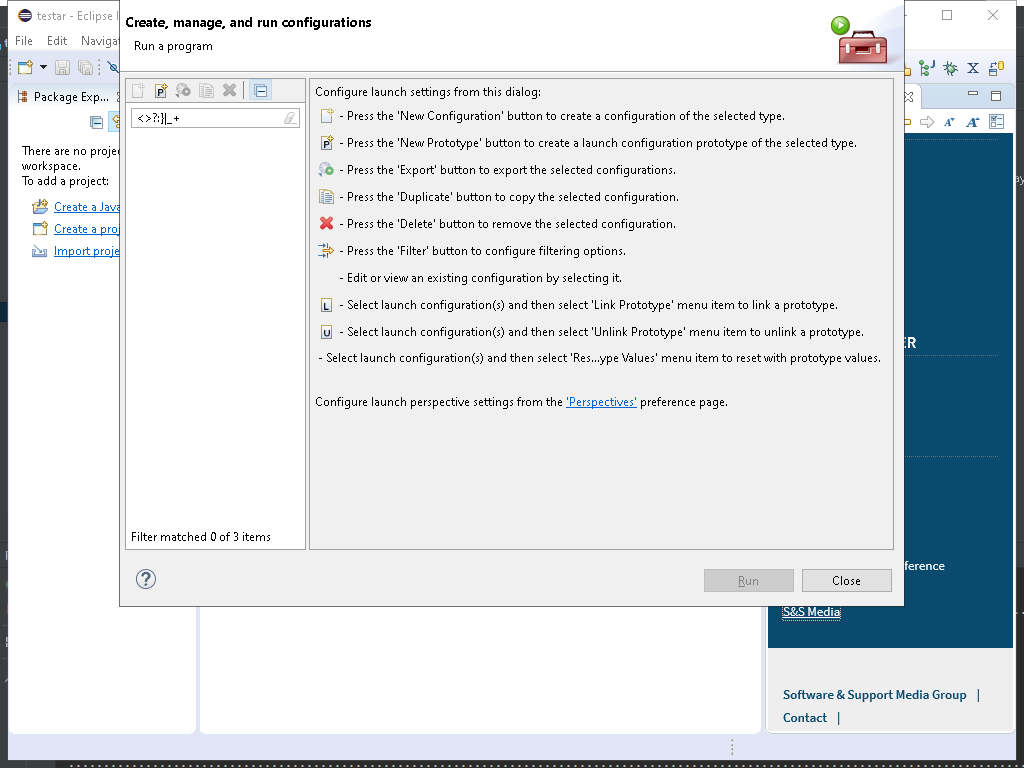 testar - Eclipse I
Create, manage, and run configurations
Run a program
File Edit Naviga
Package Exp...
There are no proje
workspace.
To add a project:
Create a Java
Create a proj
Import proje
<>?:}|_+
Filter matched 0 of 3 items
Configure launch settings from this dialog:
- Press the 'New Configuration' button to create a configuration of the selected type.
- Press the 'New Prototype' button to create a launch configuration prototype of the selected type.
- Press the 'Export' button to export the selected configurations.
- Press the 'Duplicate' button to copy the selected configuration.
- Press the 'Delete' button to remove the selected configuration.
- Press the 'Filter' button to configure filtering options.
- Edit or view an existing configuration by selecting it.
L - Select launch configuration(s) and then select 'Link Prototype' menu item to link a prototype.
U - Select launch configuration(s) and then select 'Unlink Prototype' menu item to unlink a prototype.
- Select launch configuration(s) and then select 'Res...ype Values' menu item to reset with prototype values.
Configure launch perspective settings from the 'Perspectives' preference page.
Run Close
ER
ference
S&S Media
Software & Support Media Group |
Contact |